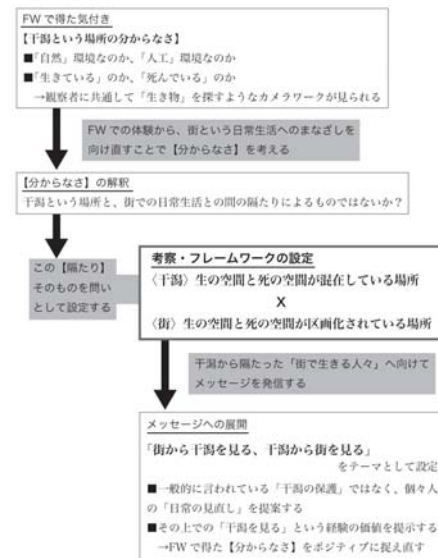 FWで得た気付き
【干潟という場所の分からなさ】
■「自然」環境なのか、「人工」環境なのか
■「生きている」のか、「死んでいる」のか
→観察者に共通して「生き物」を探すようなカメラワークが見られる
FWでの体験から、街という日常生活へのまなざしを
向け直すことで【分からなさ】を考える
【分からなさ】の解釈
干潟という場所と、街での日常生活との間の隔たりによるものではないか？
この【隔たり】
そのものを問い
として設定する
考察・フレームワークの設定
〈干潟〉生の空間と死の空間が混在している場所
X
〈街〉生の空間と死の空間が区画化されている場所
干潟から隔たった「街で生きる人々」へ向けて
メッセージを発信する
メッセージへの展開
「街から干潟を見る、干潟から街を見る」
をテーマとして設定
■一般的に言われている「干潟の保護」ではなく、個々人
の「日常の見直し」を提案する
■その上での「干潟を見る」という経験の価値を提示する
→FWで得た【分からなさ】をポジティブに捉え直す